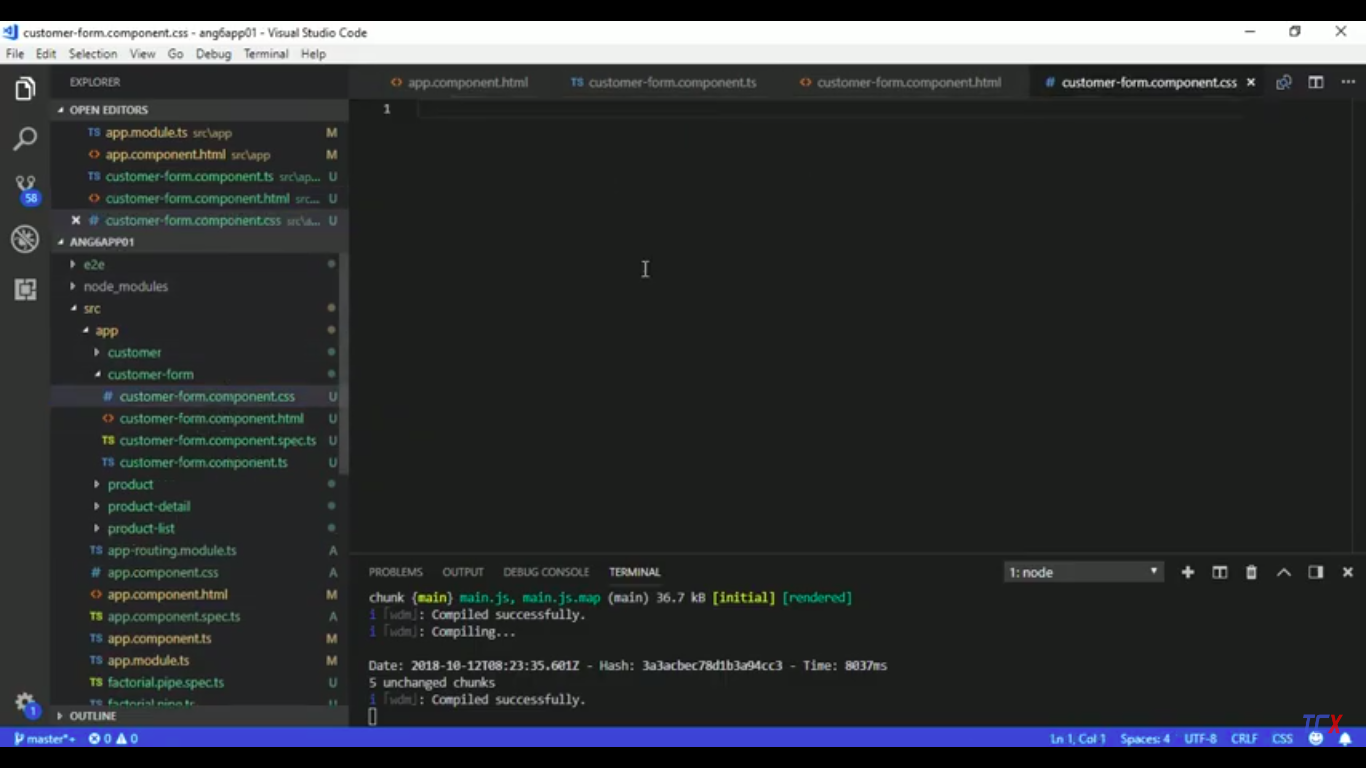 customer-form.component.css - ang6app01 - Visual Studio Code
File Edit Selection View Go Debug Terminal Help
EXPLORER
app.component.html
TS customer-form.component.ts
customer-form.component.html
# customer-form.component.css
OPEN EDITORS
TS app.module.ts src\app M
<> app.component.html src\app M
TS customer-form.component.ts src\ap... U
<> customer-form.component.html src... U
# customer-form.component.css src\a... U
1
58
ANG6APP01
e2e
node_modules
src
app
customer
customer-form
# customer-form.component.css U
<> customer-form.component.html U
TS customer-form.component.spec.ts U
TS customer-form.component.ts U
product
product-detail
product-list
TS app-routing.module.ts A
# app.component.css A
<> app.component.html M
TS app.component.spec.ts A
TS app.component.ts M
TS app.module.ts M
TS factorial.pipe.spec.ts U
TS factorial.pipe.ts
OUTLINE
1
PROBLEMS OUTPUT DEBUG CONSOLE TERMINAL 1: node
chunk {main} main.js, main.js.map (main) 36.7 kB [initial] [rendered]
i ｢wdm｣: Compiled successfully.
i ｢wdm｣: Compiling...
Date: 2018-10-12T08:23:35.601Z - Hash: 3a3acbec78d1b3a94cc3 - Time: 8037ms
5 unchanged chunks
i ｢wdm｣: Compiled successfully.
TCX
master*+ 0 0 Ln 1, Col 1 Spaces: 4 UTF-8 CRLF CSS